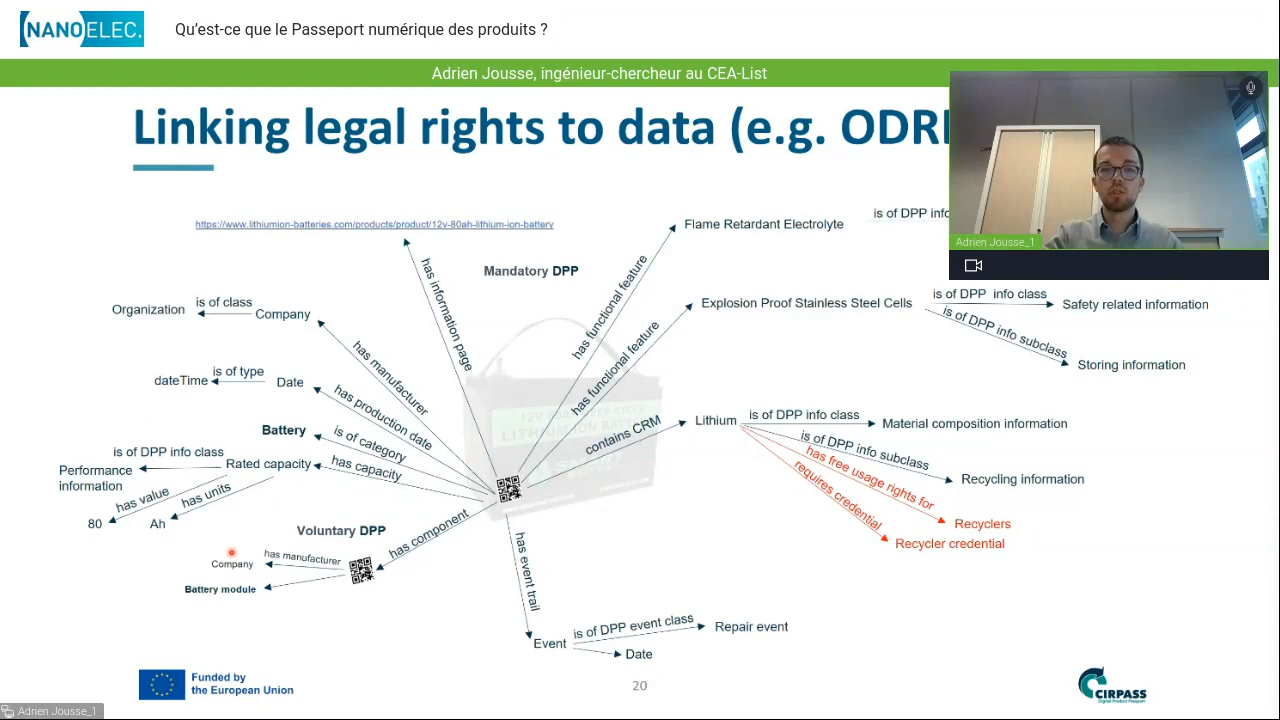 NANOELEC.
Qu'est-ce que le Passeport numérique des produits ?
Adrien Jousse, ingénieur-chercheur au CEA-List
Linking legal rights to data (e.g. ODR
Adrien Jousse_1
https://www.lithiumion-batteries.com/products/product/12v-80ah-lithium-ion-battery
Flame Retardant Electrolyte
is of DPP info
Mandatory DPP
has information page
has functional feature
has functional feature
Explosion Proof Stainless Steel Cells
is of DPP info class
Safety related information
is of DPP info subclass
Storing information
Organization
is of class
Company
has manufacturer
dateTime
is of type
Date
has production date
Battery
is of category
is of DPP info class
Rated capacity
has capacity
Performance
information
has value
has units
80
Ah
contains CRM
Lithium
is of DPP info class
Material composition information
is of DPP info subclass
Recycling information
has free usage rights for
Recyclers
requires credential
Recycler credential
Voluntary DPP
has component
has manufacturer
Company
Battery module
has event trail
Event
is of DPP event class
Repair event
Date
Funded by
the European Union
20
CIRPASS
Digital Product Passport
Adrien Jousse_1